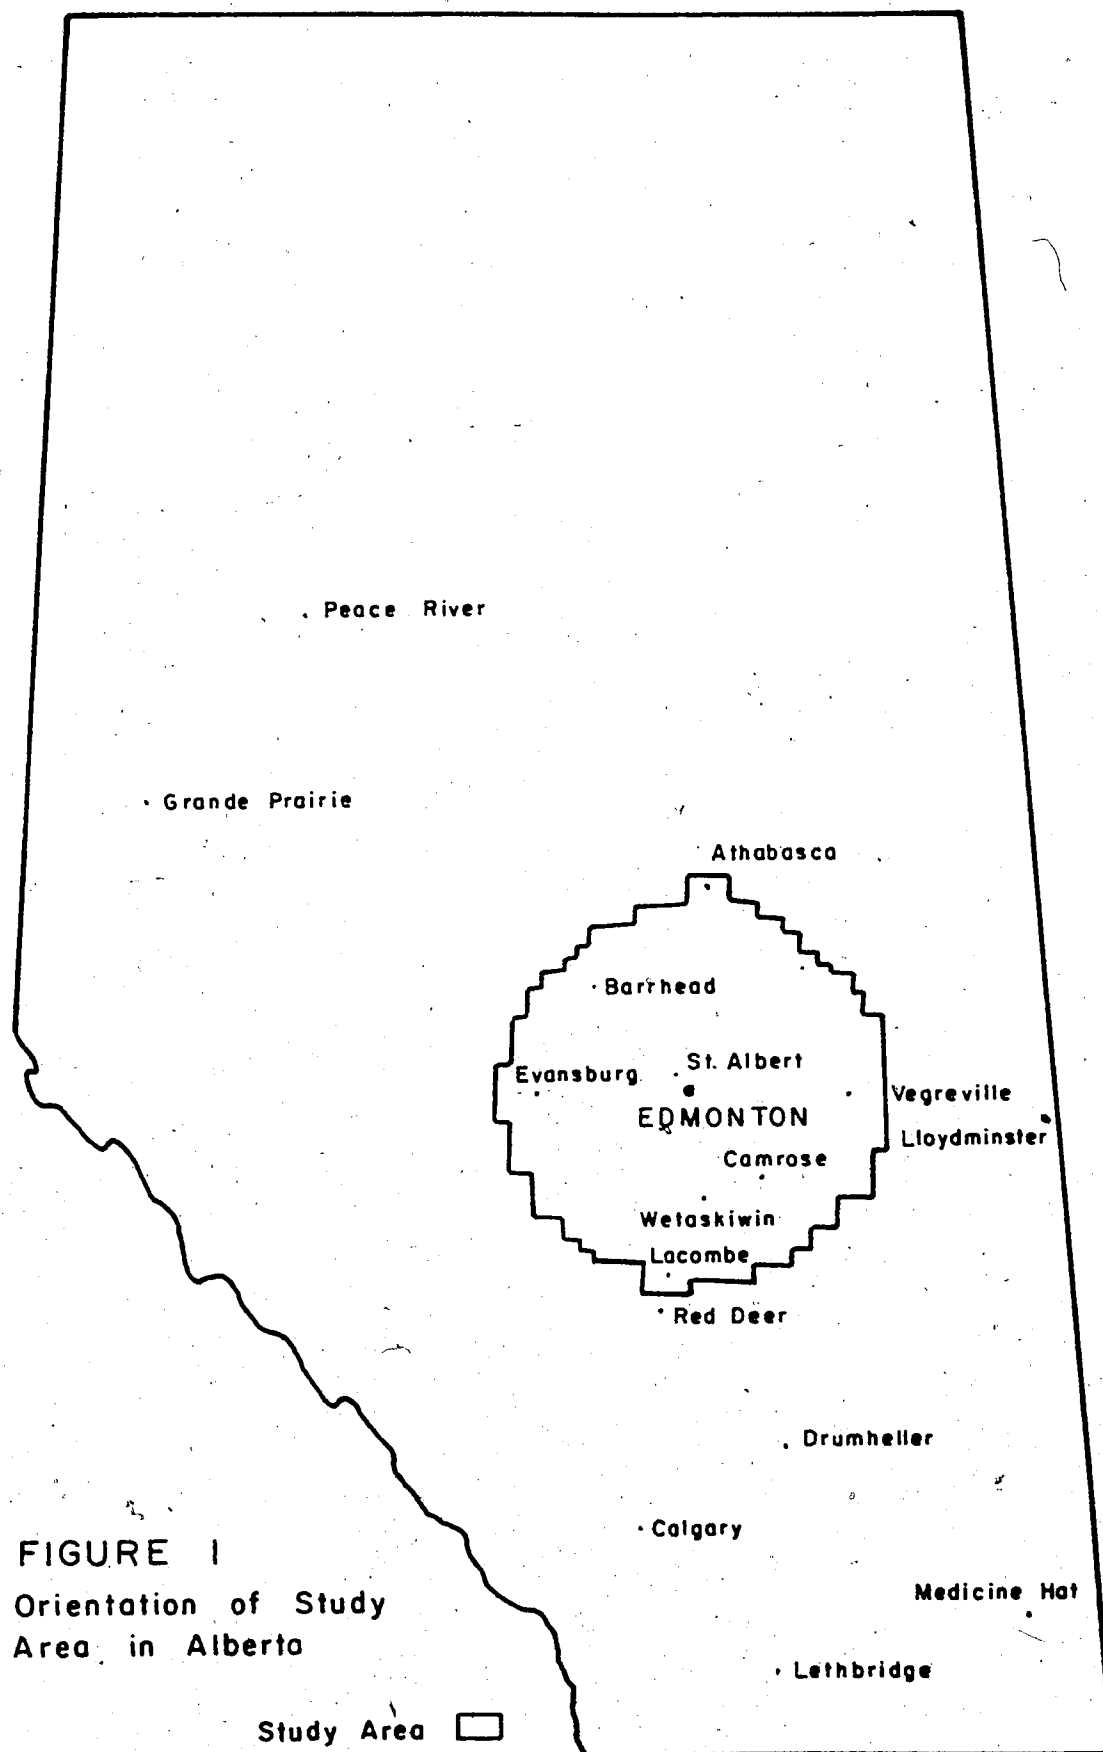 Peace River
Grande Prairie
Athabasca
Barrhead
St. Albert
Evansburg
Vegreville
EDMONTON
Lloydminster
Camrose
Wetaskiwin
Lacombe
Red Deer
Drumheller
Calgary
FIGURE 1
Medicine Hat
Orientation of Study
Area in Alberta
Lethbridge
Study Area